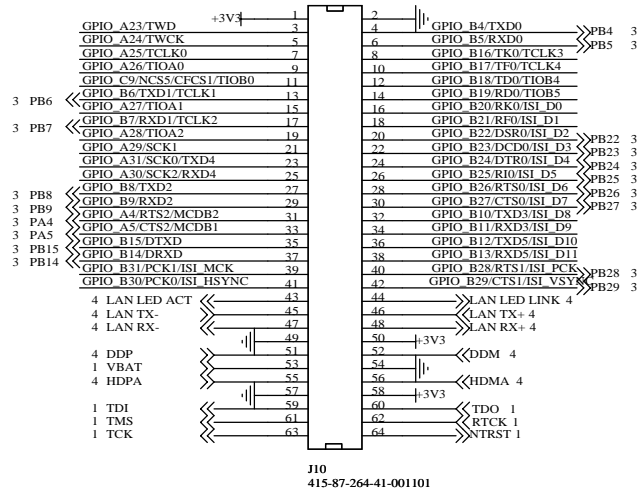 +3V3 1 2
GPIO_A23/TWD 3 4 GPIO_B4/TXD0 PB4 3
GPIO_A24/TWCK 5 6 GPIO_B5/RXD0 PB5 3
GPIO_A25/TCLK0 7 8 GPIO_B16/TK0/TCLK3
GPIO_A26/TIOA0 9 10 GPIO_B17/TF0/TCLK4
GPIO_C9/NCS5/CFCS1/TIOB0 11 12 GPIO_B18/TD0/TIOB4
3 PB6 GPIO_B6/TXD1/TCLK1 13 14 GPIO_B19/RD0/TIOB5
GPIO_A27/TIOA1 15 16 GPIO_B20/RK0/ISI_D0
3 PB7 GPIO_B7/RXD1/TCLK2 17 18 GPIO_B21/RF0/ISI_D1
GPIO_A28/TIOA2 19 20 GPIO_B22/DSR0/ISI_D2 PB22 3
GPIO_A29/SCK1 21 22 GPIO_B23/DCD0/ISI_D3 PB23 3
GPIO_A31/SCK0/TXD4 23 24 GPIO_B24/DTR0/ISI_D4 PB24 3
GPIO_A30/SCK2/RXD4 25 26 GPIO_B25/RI0/ISI_D5 PB25 3
3 PB8 GPIO_B8/TXD2 27 28 GPIO_B26/RTS0/ISI_D6 PB26 3
3 PB9 GPIO_B9/RXD2 29 30 GPIO_B27/CTS0/ISI_D7 PB27 3
3 PA4 GPIO_A4/RTS2/MCDB2 31 32 GPIO_B10/TXD3/ISI_D8
3 PA5 GPIO_A5/CTS2/MCDB1 33 34 GPIO_B11/RXD3/ISI_D9
3 PB15 GPIO_B15/DTXD 35 36 GPIO_B12/TXD5/ISI_D10
3 PB14 GPIO_B14/DRXD 37 38 GPIO_B13/RXD5/ISI_D11
GPIO_B31/PCK1/ISI_MCK 39 40 GPIO_B28/RTS1/ISI_PCK PB28 3
GPIO_B30/PCK0/ISI_HSYNC 41 42 GPIO_B29/CTS1/ISI_VSYNC PB29 3
4 LAN LED ACT 43 44 LAN LED LINK 4
4 LAN TX- 45 46 LAN TX+ 4
4 LAN RX- 47 48 LAN RX+ 4
49 50 +3V3
4 DDP 51 52 DDM 4
1 VBAT 53 54
4 HDPA 55 56 HDMA 4
57 58 +3V3
1 TDI 59 60 TDO 1
1 TMS 61 62 RTCK 1
1 TCK 63 64 NTRST 1
J10
415-87-264-41-001101